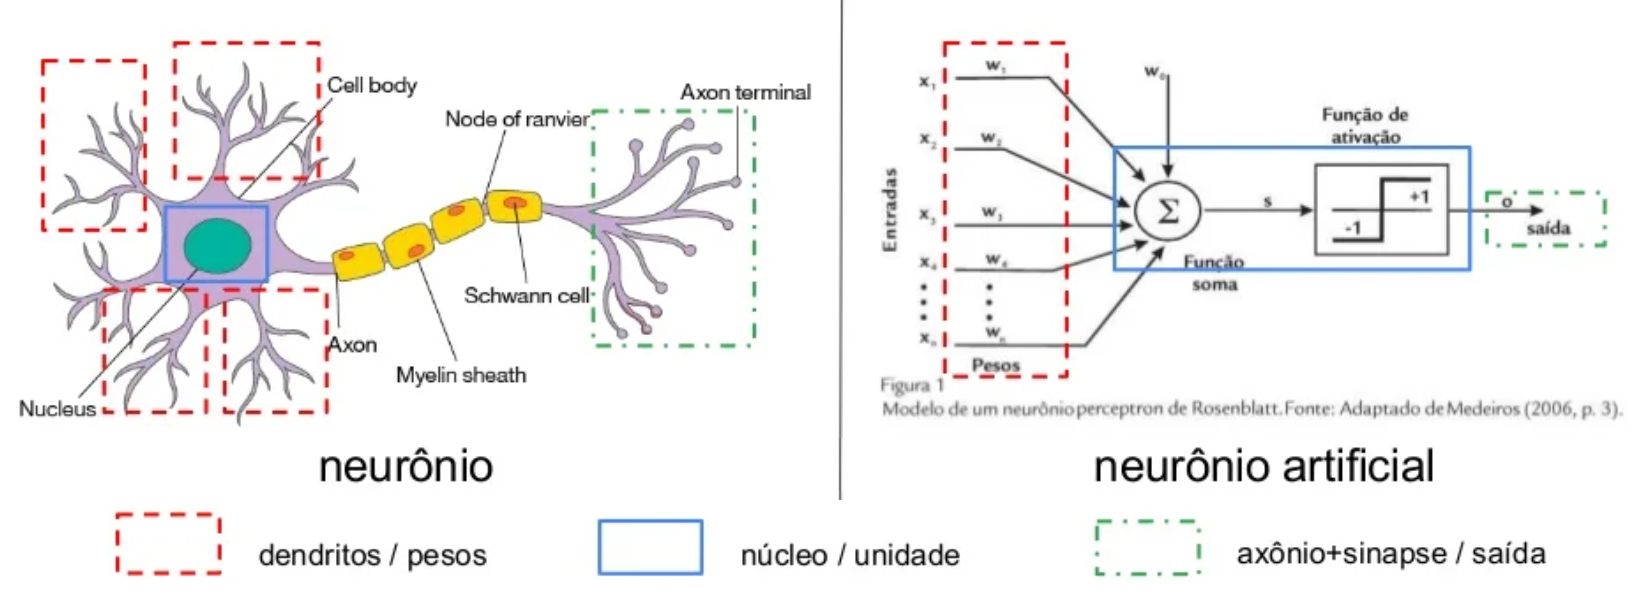 Cell body
Node of ranvier
Axon terminal
Schwann cell
Axon
Myelin sheath
Nucleus
neurônio
Entradas
x₁
w₁
x₂
w₂
x₃
w₃
x₄
w₄
xₙ
wₙ
Pesos
w₀
Σ
Função
soma
s
Função de
ativação
+1
-1
o
saída
Figura 1
Modelo de um neurônio perceptron de Rosenblatt. Fonte: Adaptado de Medeiros (2006, p. 3).
neurônio artificial
dendritos / pesos
núcleo / unidade
axônio+sinapse / saída